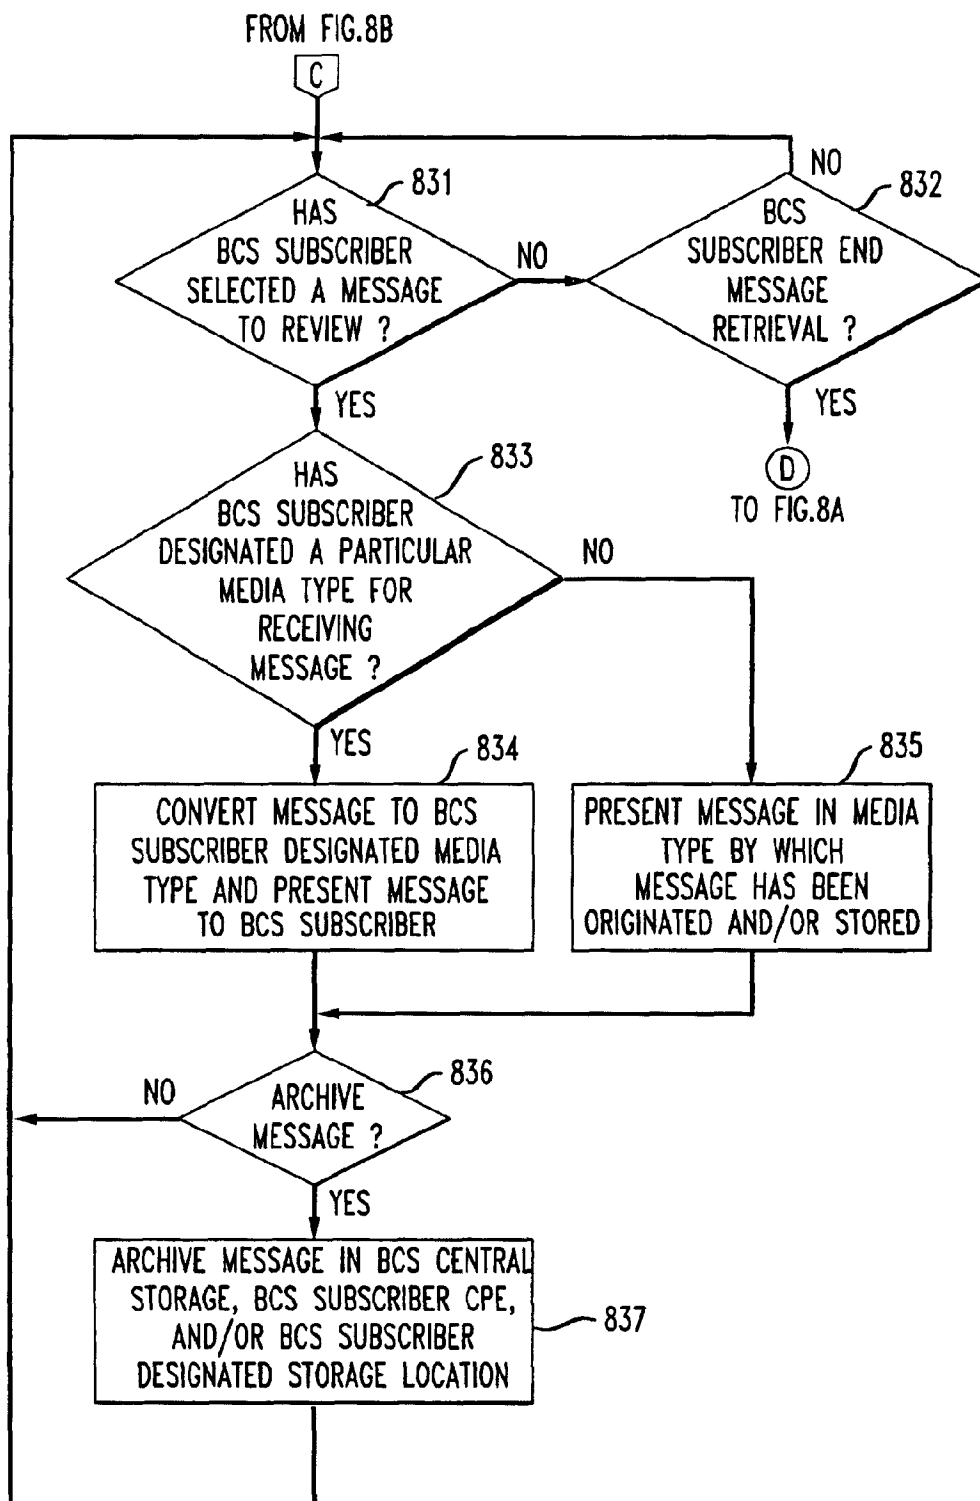 FROM FIG.8B
C
831
HAS
BCS SUBSCRIBER
SELECTED A MESSAGE
TO REVIEW ?
NO
NO
832
BCS
SUBSCRIBER END
MESSAGE
RETRIEVAL ?
YES
YES
D
TO FIG.8A
833
HAS
BCS SUBSCRIBER
DESIGNATED A PARTICULAR
MEDIA TYPE FOR
RECEIVING
MESSAGE ?
NO
YES
834
CONVERT MESSAGE TO BCS
SUBSCRIBER DESIGNATED MEDIA
TYPE AND PRESENT MESSAGE
TO BCS SUBSCRIBER
835
PRESENT MESSAGE IN MEDIA
TYPE BY WHICH
MESSAGE HAS BEEN
ORIGINATED AND/OR STORED
836
NO
ARCHIVE
MESSAGE ?
YES
ARCHIVE MESSAGE IN BCS CENTRAL
STORAGE, BCS SUBSCRIBER CPE,
AND/OR BCS SUBSCRIBER
DESIGNATED STORAGE LOCATION
837